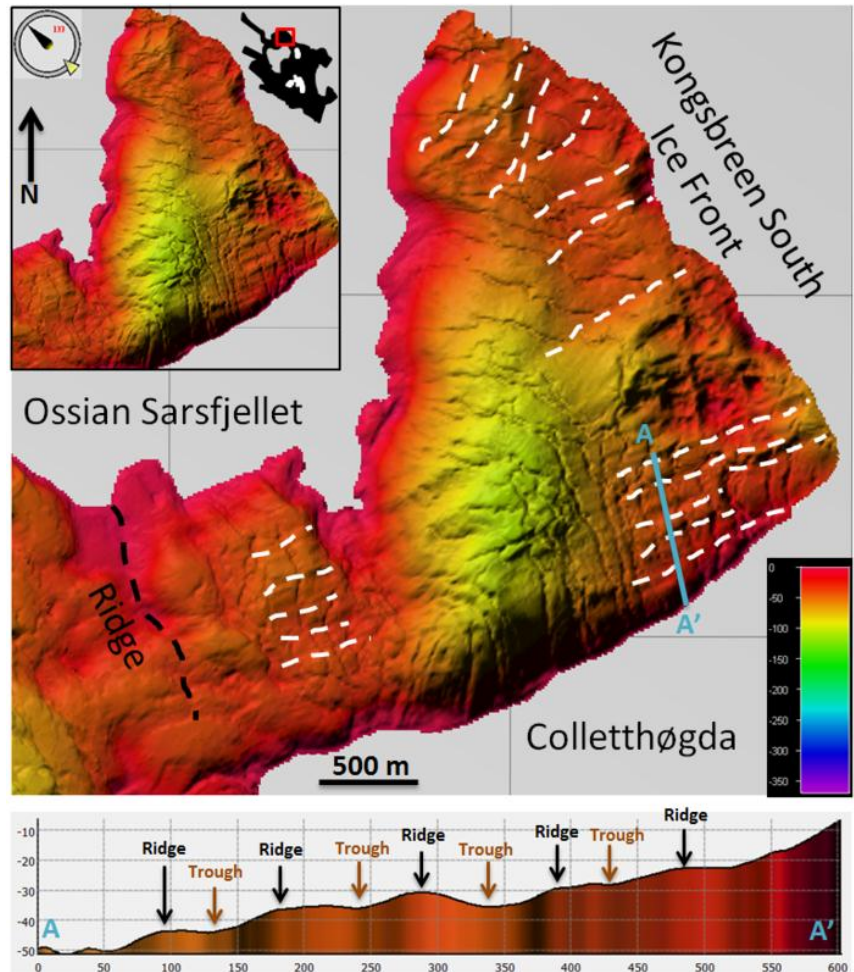 133
N
Kongsbreen South
Ice Front
Ossian Sarsfjellet
Ridge
A
A'
Colletthøgda
500 m
0
-50
-100
-150
-200
-250
-300
-350
Ridge
Trough
Ridge
Trough
Ridge
Trough
Ridge
Trough
Ridge
-10
-20
-30
-40
-50
A
A'
0
50
100
150
200
250
300
350
400
450
500
550
600